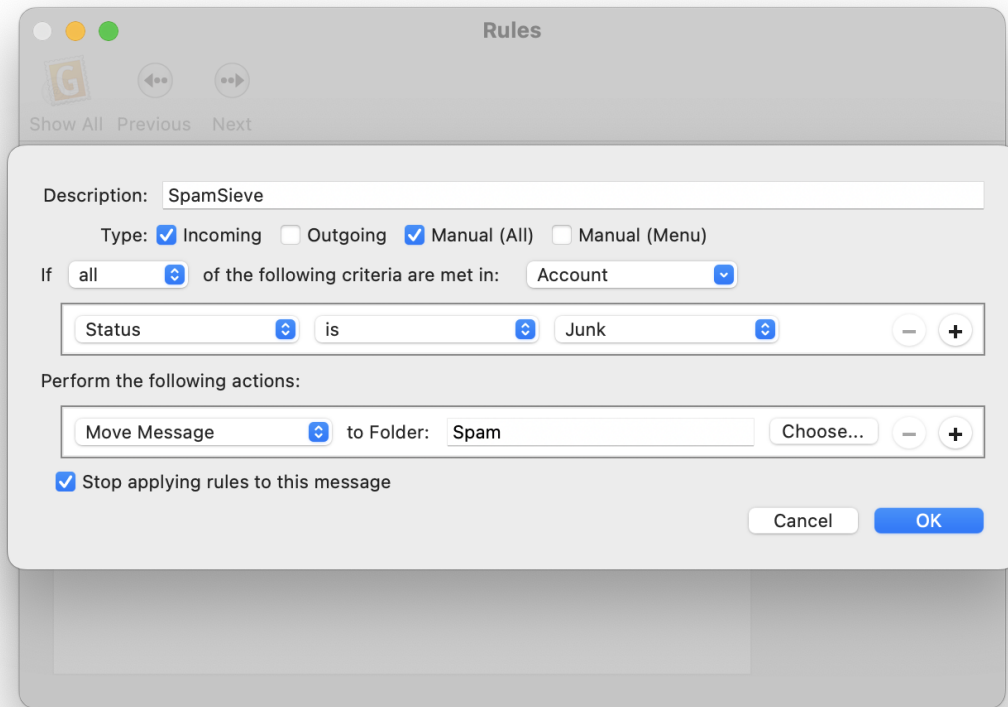 Rules
G
Show All Previous Next
Description: SpamSieve
Type: Incoming Outgoing Manual (All) Manual (Menu)
If all of the following criteria are met in: Account
Status is Junk
Perform the following actions:
Move Message to Folder: Spam Choose...
Stop applying rules to this message
Cancel OK